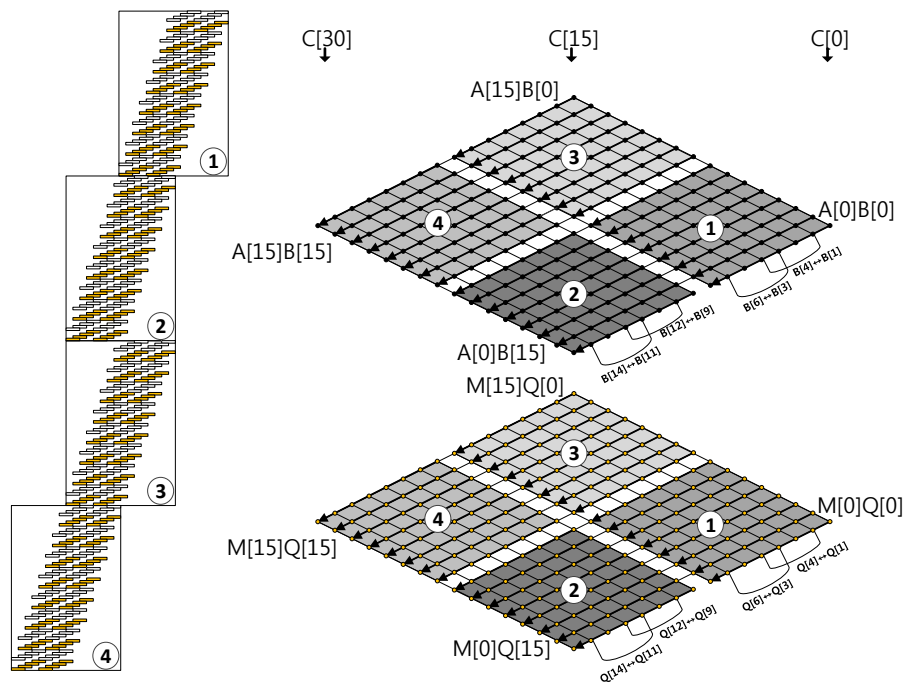 C[30] C[15] C[0]
A[15]B[0]
1
3
4
1
A[0]B[0]
A[15]B[15]
2
B[4]↔B[1]
B[6]↔B[3]
B[12]↔B[9]
B[14]↔B[11]
A[0]B[15]
2
M[15]Q[0]
3
3
4
1
M[0]Q[0]
M[15]Q[15]
2
Q[4]↔Q[1]
Q[6]↔Q[3]
Q[12]↔Q[9]
Q[14]↔Q[11]
M[0]Q[15]
4